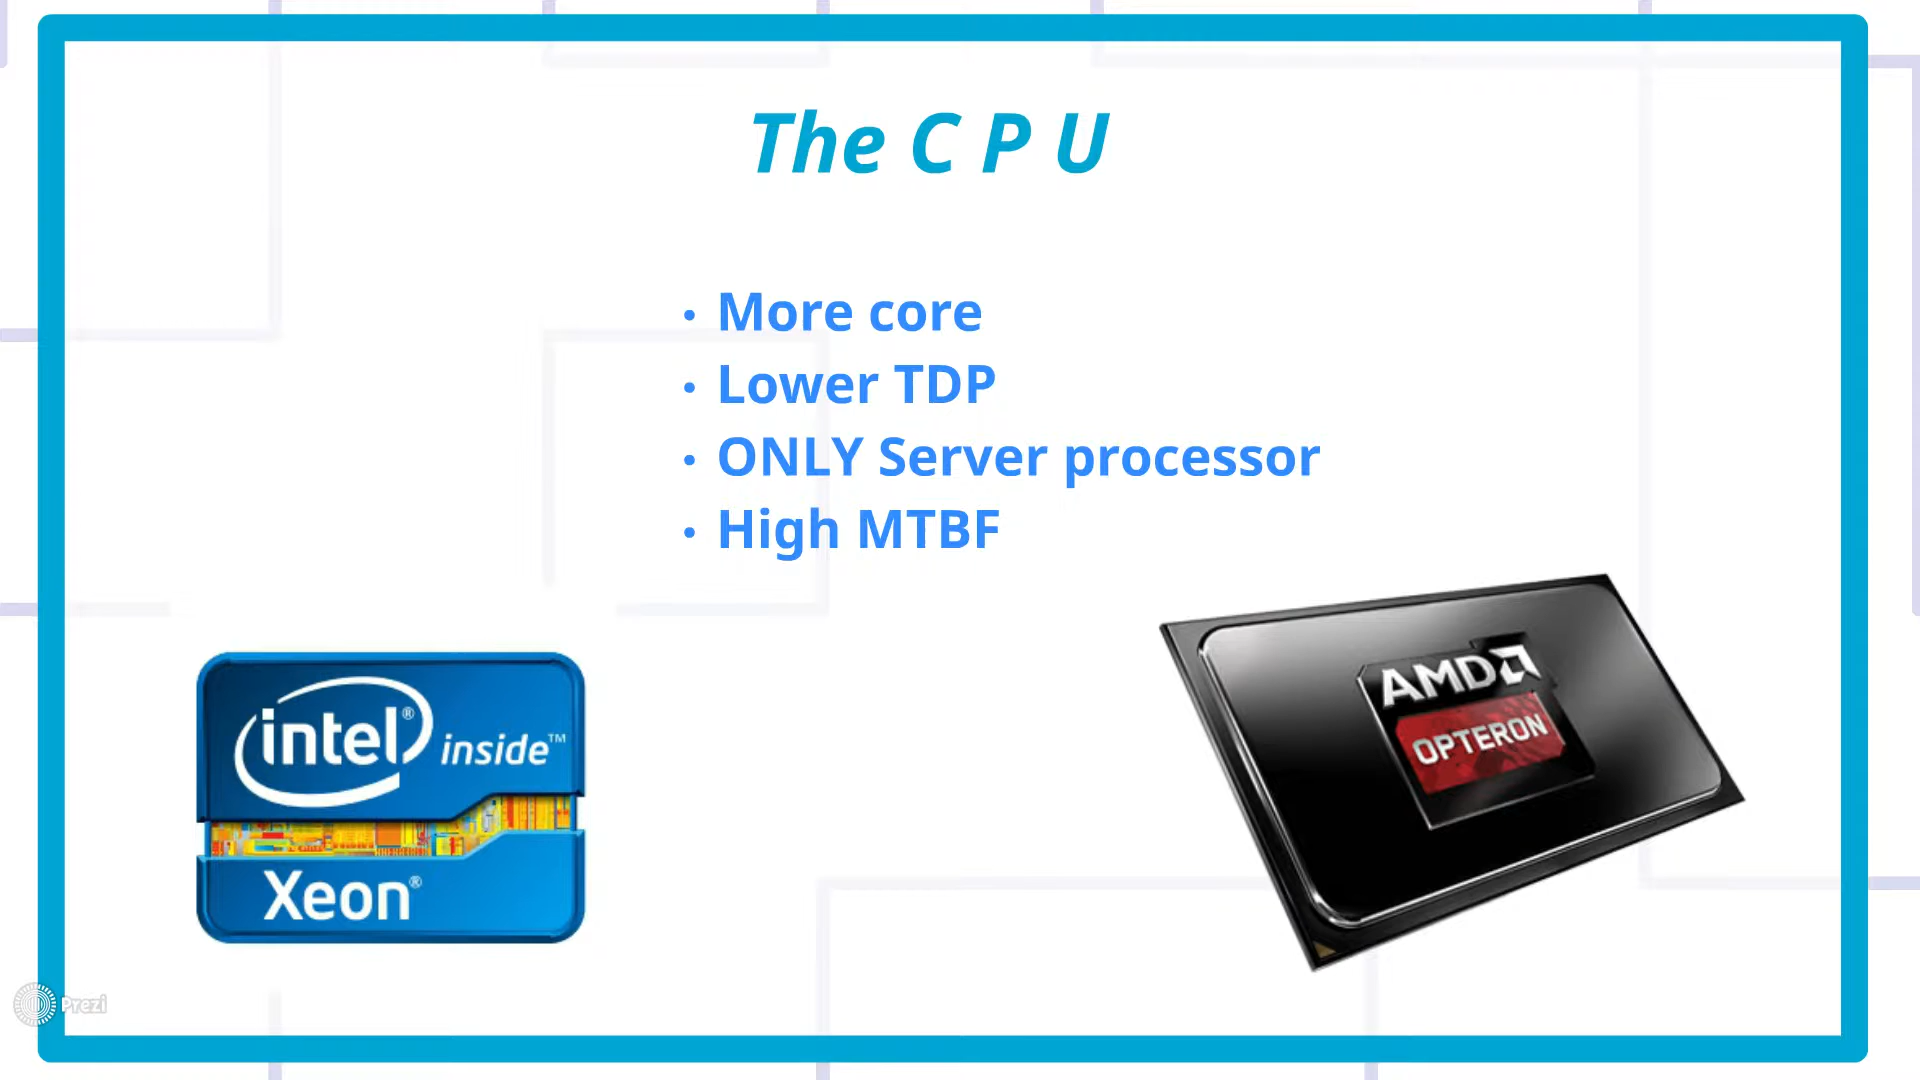 The C P U
• More core
• Lower TDP
• ONLY Server processor
• High MTBF
intel® inside™
Xeon®
AMD
OPTERON
Prezi